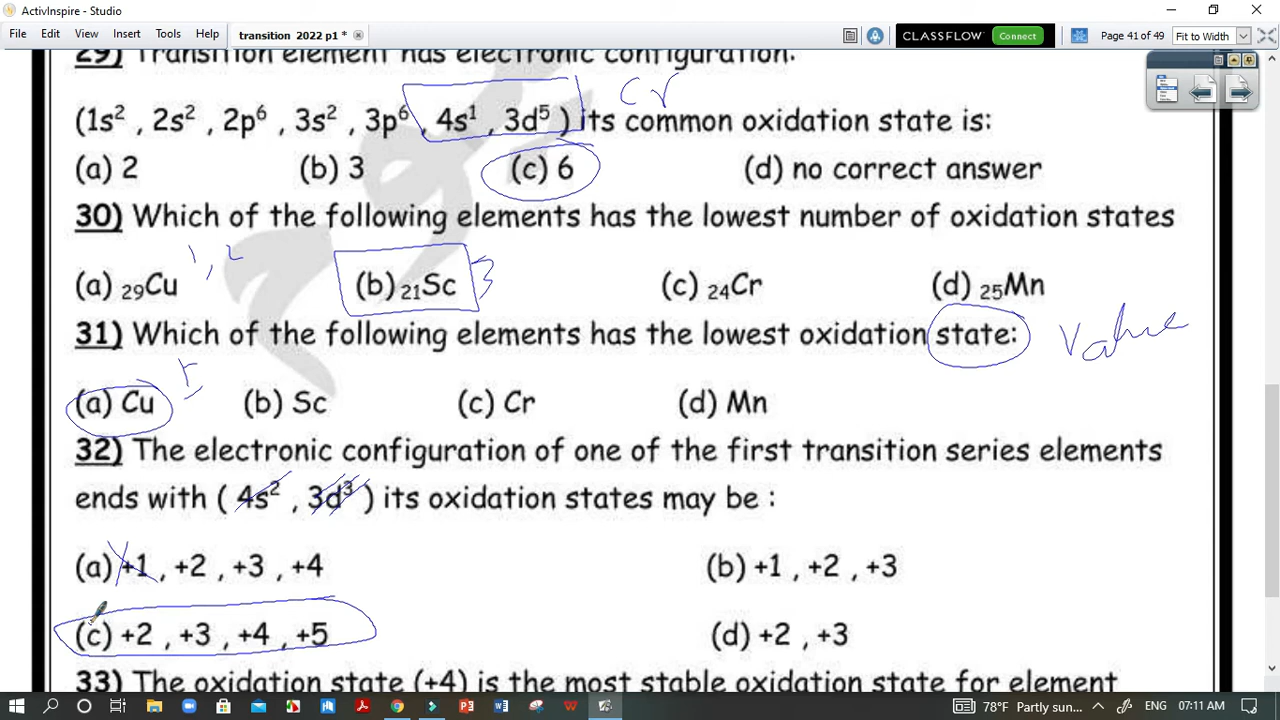 ActivInspire - Studio
File Edit View Insert Tools Help transition 2022 p1 * CLASSFLOW Connect Page 41 of 49 Fit to Width
29) Transition element has electronic configuration:
Cr
(1s² , 2s² , 2p⁶ , 3s² , 3p⁶ , 4s¹ , 3d⁵ ) its common oxidation state is:
(a) 2 (b) 3 (c) 6 (d) no correct answer
30) Which of the following elements has the lowest number of oxidation states
1, 2
(a) ₂₉Cu (b) ₂₁Sc 3 (c) ₂₄Cr (d) ₂₅Mn
31) Which of the following elements has the lowest oxidation state: Value
(a) Cu (b) Sc (c) Cr (d) Mn
32) The electronic configuration of one of the first transition series elements
ends with ( 4s² , 3d³ ) its oxidation states may be :
(a) +1 , +2 , +3 , +4 (b) +1 , +2 , +3
(c) +2 , +3 , +4 , +5 (d) +2 , +3
33) The oxidation state (+4) is the most stable oxidation state for element
78°F Partly sun... 07:11 AM